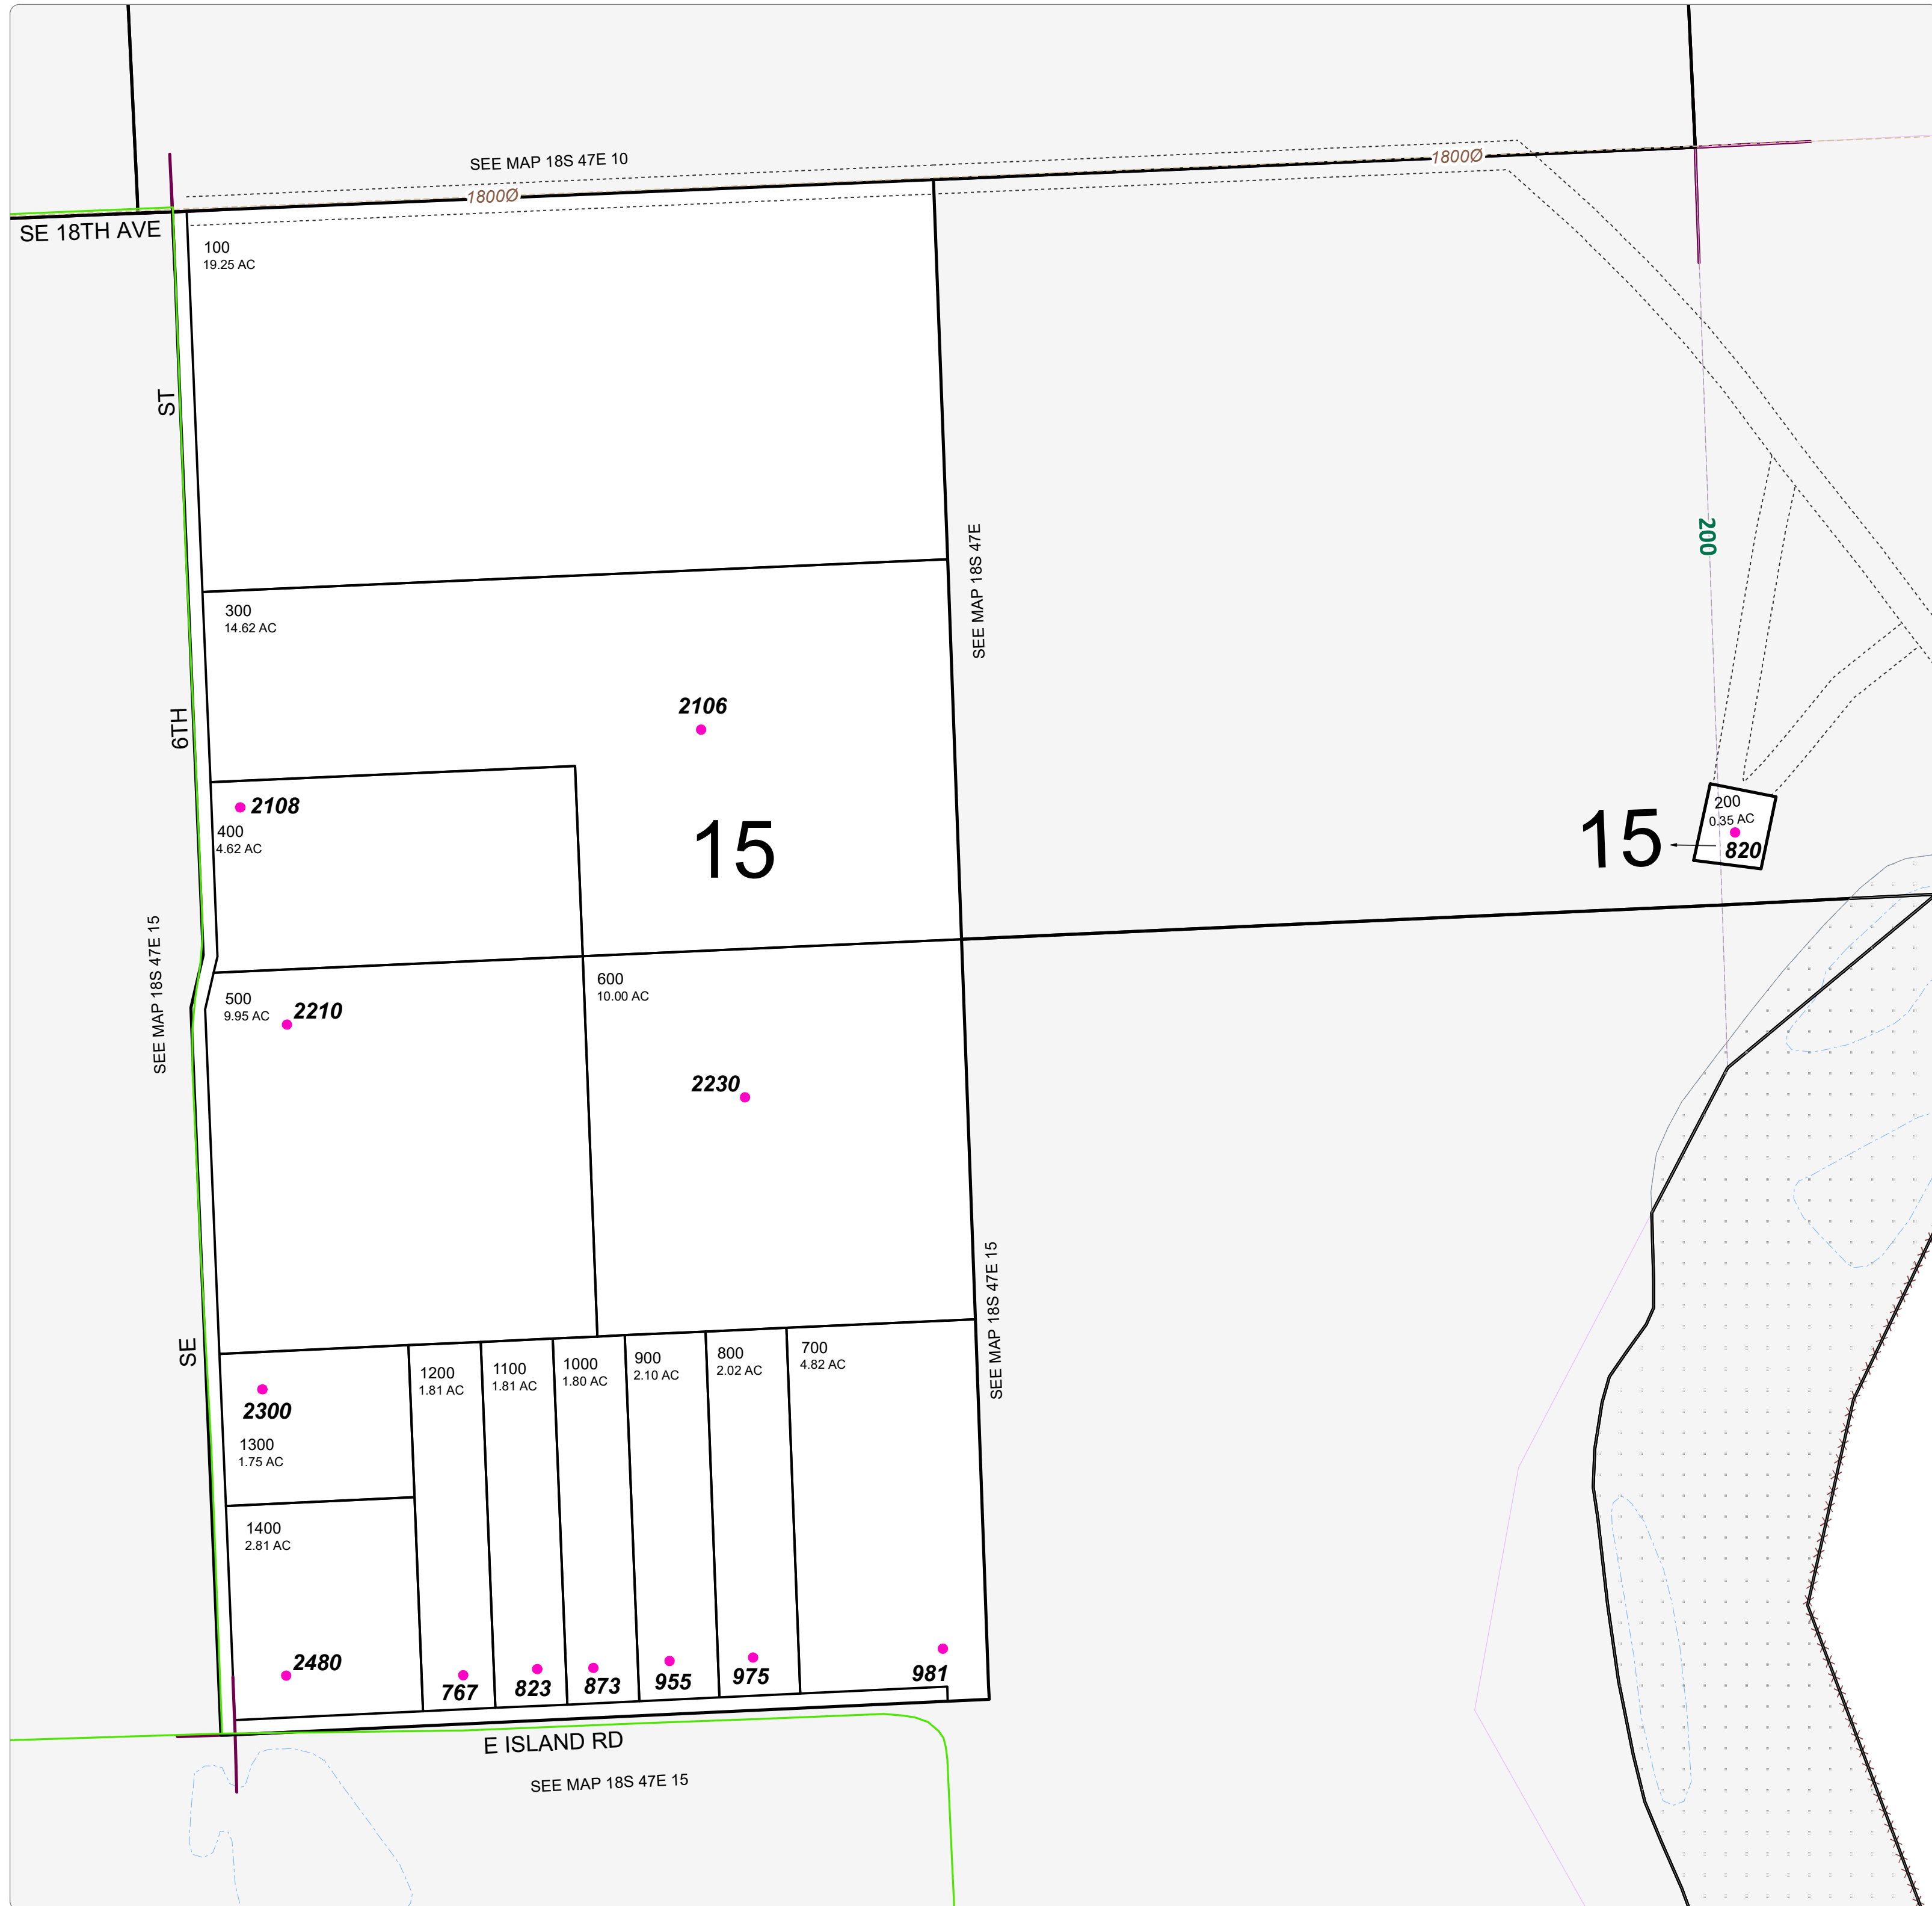 SEE MAP 18S 47E 10
1800Ø
1800Ø
SE 18TH AVE
100
19.25 AC
ST
200
SEE MAP 18S 47E
300
14.62 AC
2106
6TH
2108
400
4.62 AC
15
15
200
0.35 AC
820
SEE MAP 18S 47E 15
500
9.95 AC
2210
600
10.00 AC
2230
SEE MAP 18S 47E 15
SE
2300
1300
1.75 AC
1200
1.81 AC
1100
1.81 AC
1000
1.80 AC
900
2.10 AC
800
2.02 AC
700
4.82 AC
1400
2.81 AC
2480
767
823
873
955
975
981
E ISLAND RD
SEE MAP 18S 47E 15